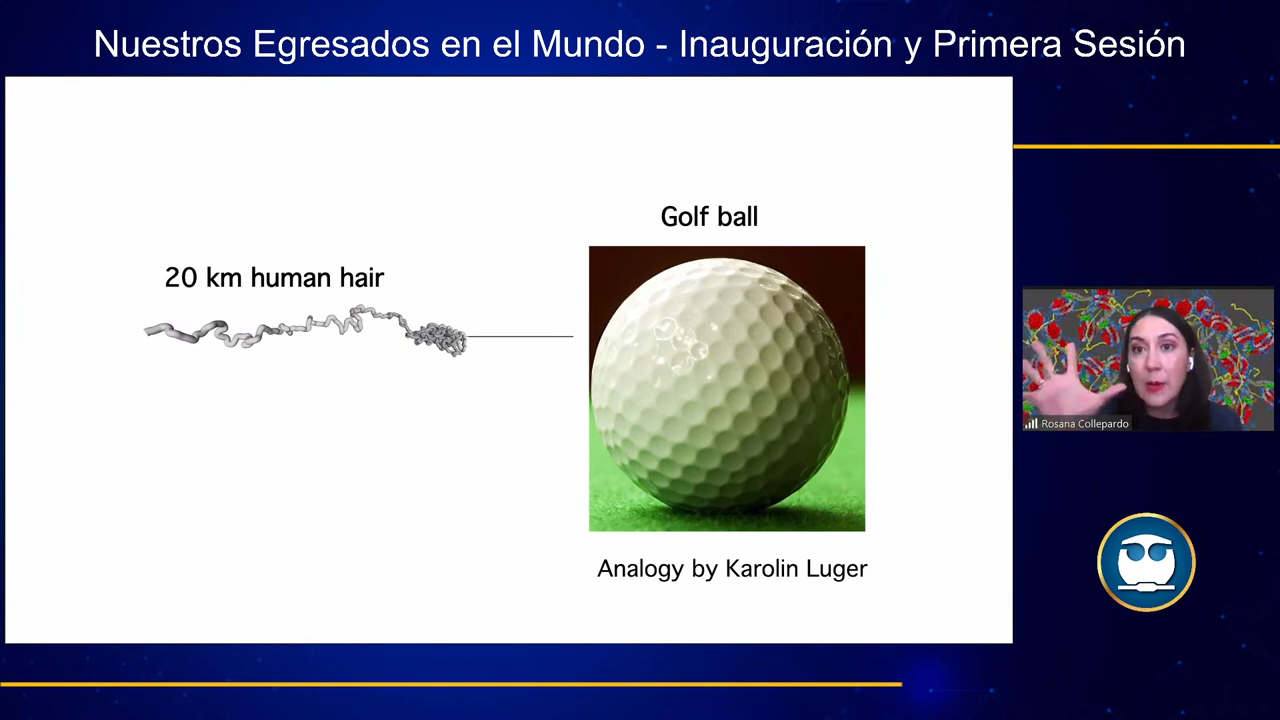 Nuestros Egresados en el Mundo - Inauguración y Primera Sesión
Golf ball
20 km human hair
Analogy by Karolin Luger
Rosana Collepardo